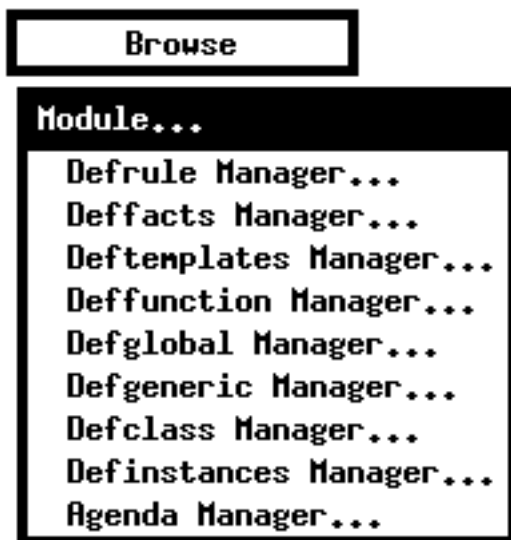 Browse
Module...
Defrule Manager...
Deffacts Manager...
Deftemplates Manager...
Deffunction Manager...
Defglobal Manager...
Defgeneric Manager...
Defclass Manager...
Definstances Manager...
Agenda Manager...